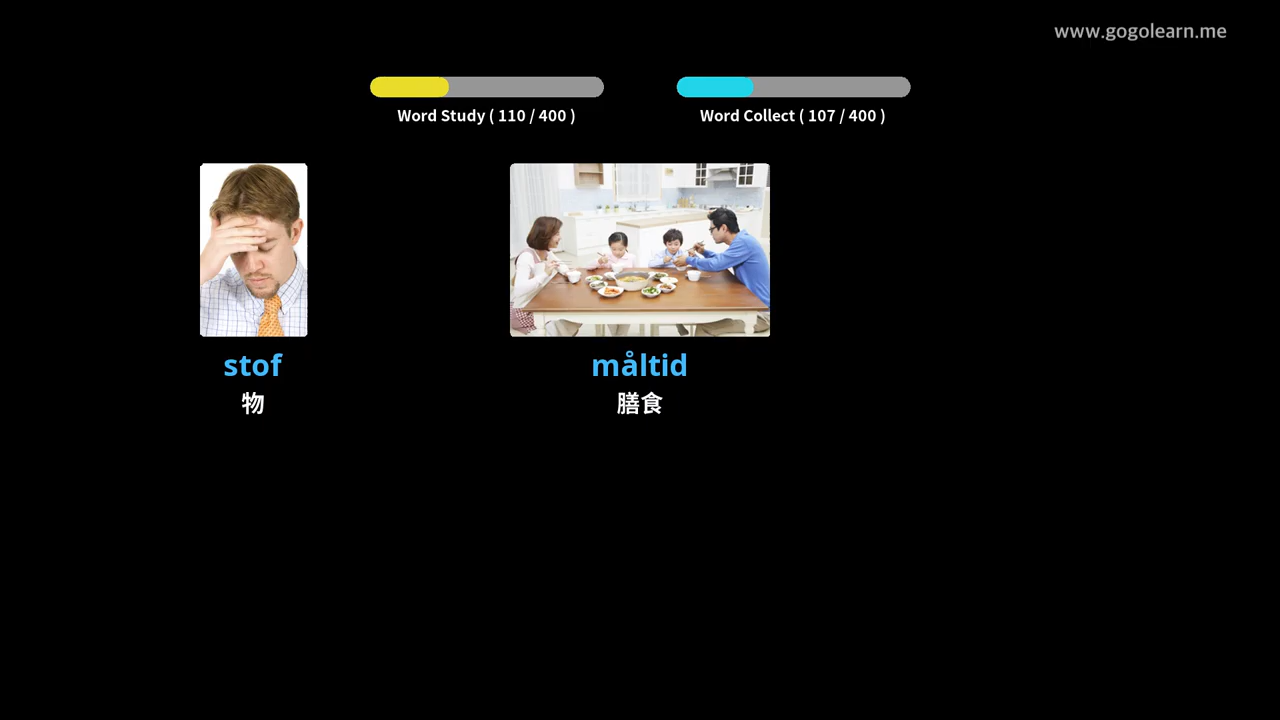 www.gogolearn.me
Word Study ( 110 / 400 )
Word Collect ( 107 / 400 )
stof
物
måltid
膳食